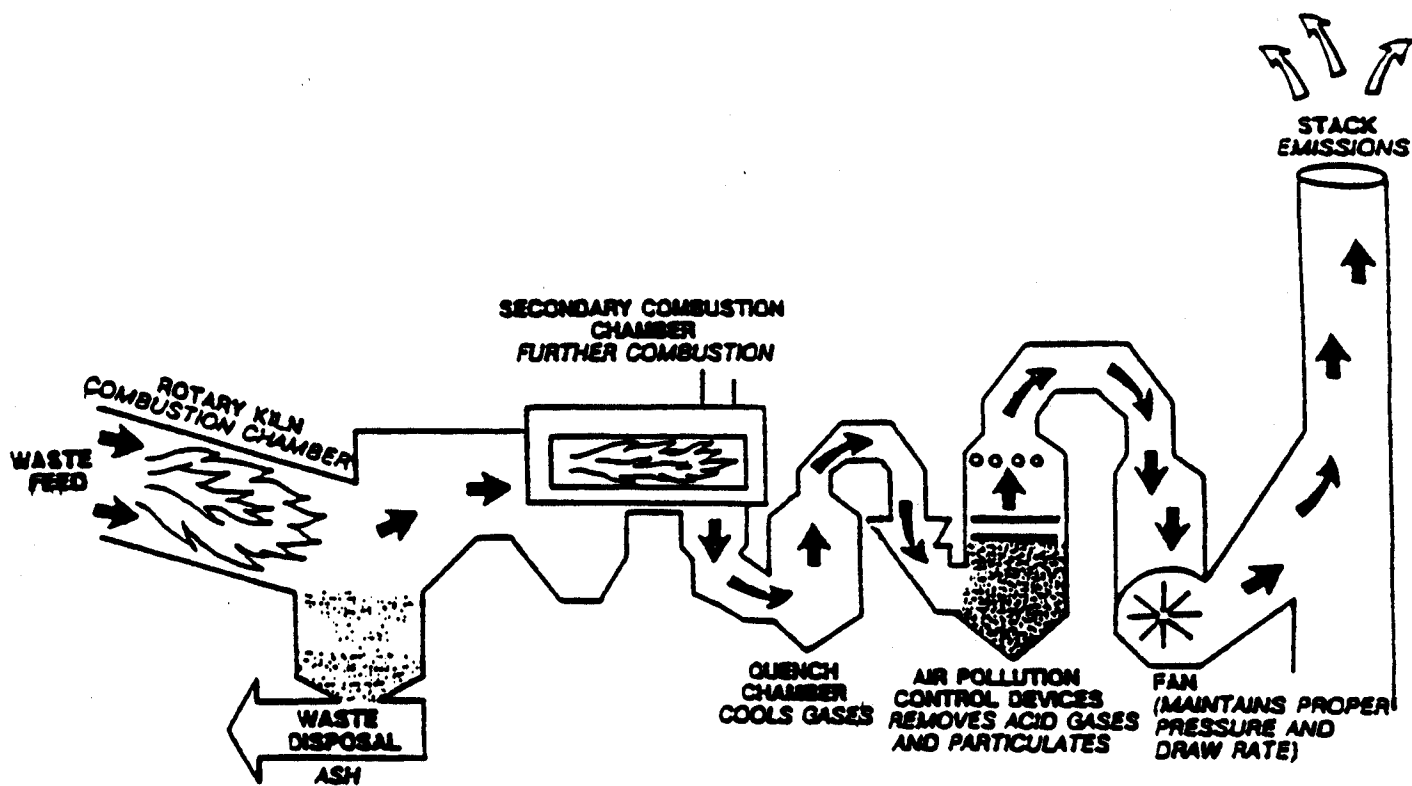 STACK
EMISSIONS
SECONDARY COMBUSTION
CHAMBER
FURTHER COMBUSTION
ROTARY KILN
COMBUSTION CHAMBER
WASTE
FEED
WASTE
DISPOSAL
ASH
QUENCH
CHAMBER
COOLS GASES
AIR POLLUTION
CONTROL DEVICES
REMOVES ACID GASES
AND PARTICULATES
FAN
(MAINTAINS PROPER
PRESSURE AND
DRAW RATE)